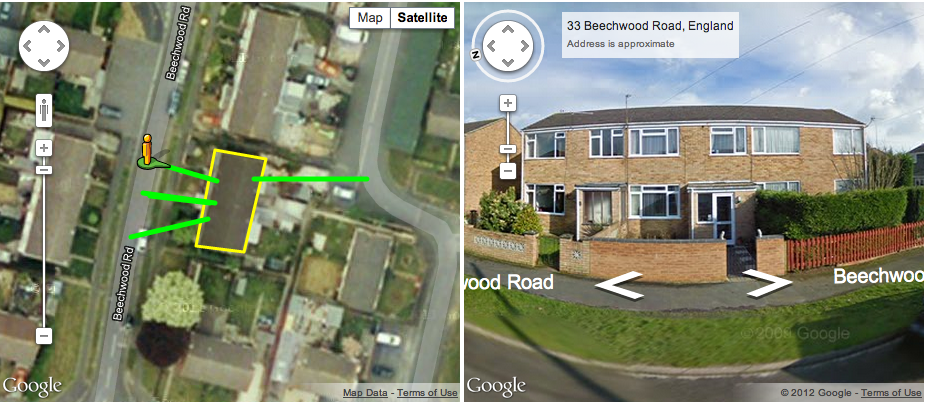 Map Satellite
Beechwood Rd
Beechwood Rd
Google
Map Data - Terms of Use
33 Beechwood Road, England
Address is approximate
N
wood Road
Beechwoo
2009 Google
Google
© 2012 Google - Terms of Use